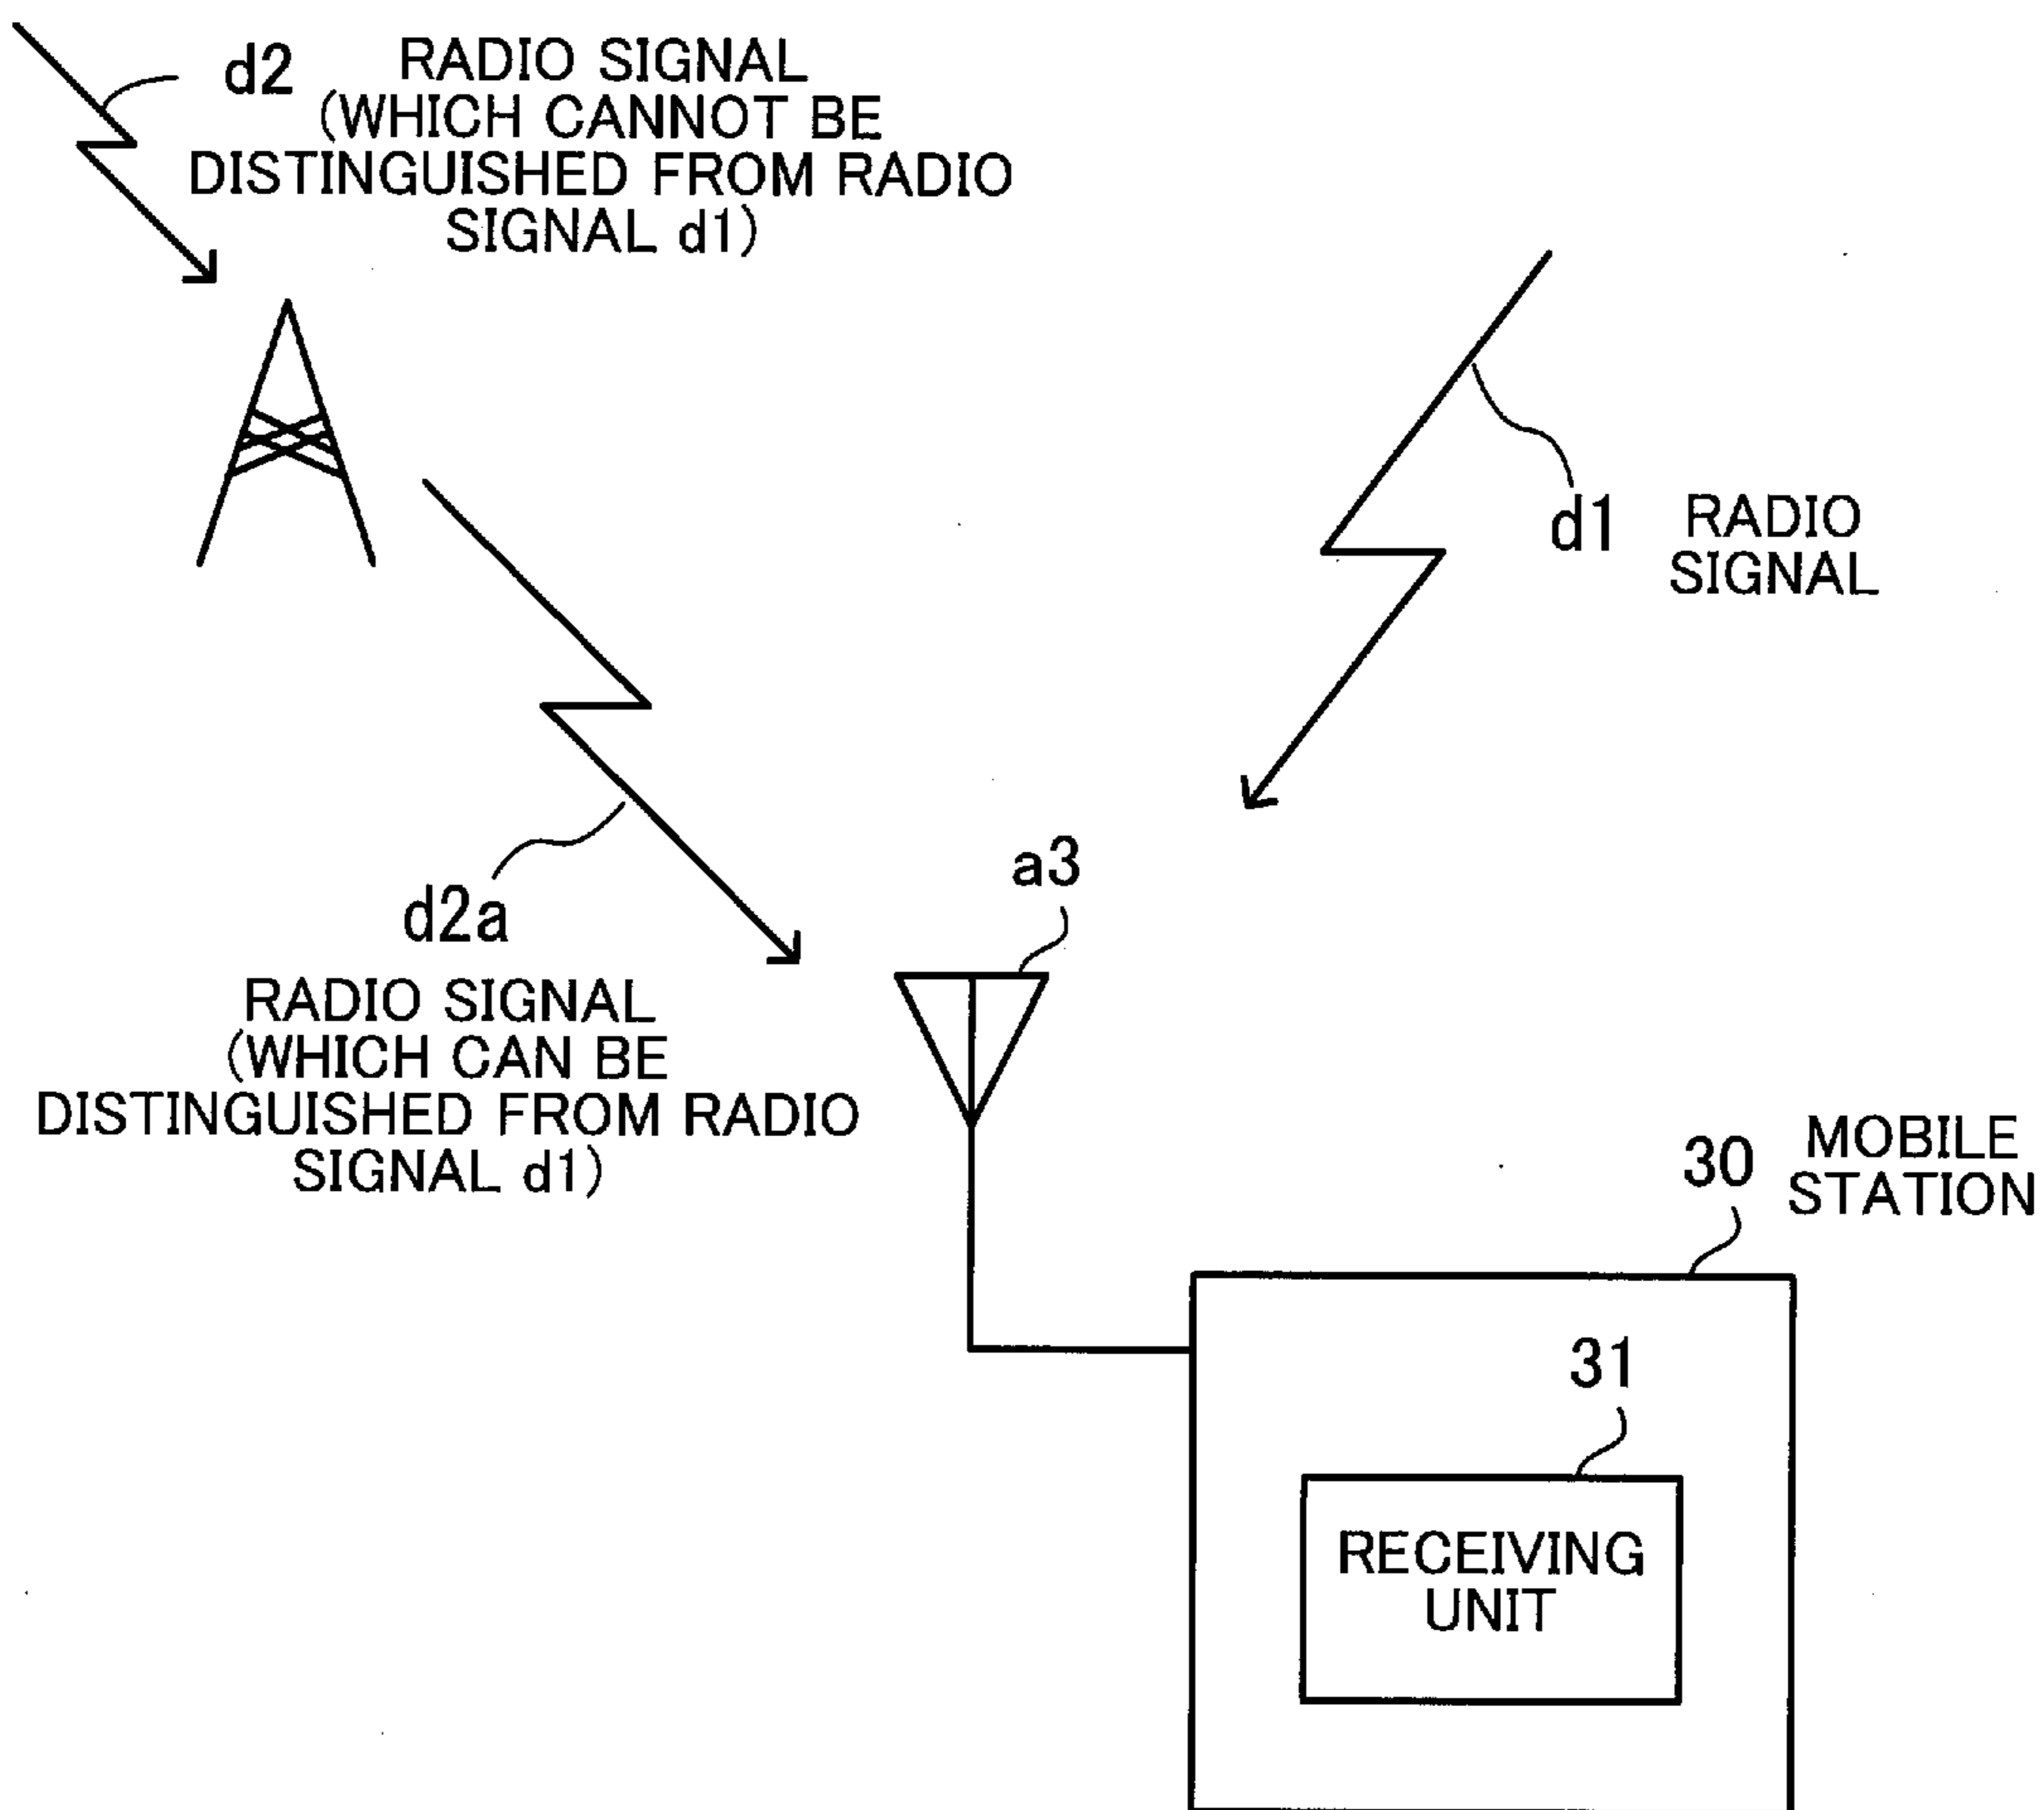 d2
RADIO SIGNAL
(WHICH CANNOT BE
DISTINGUISHED FROM RADIO
SIGNAL d1)
d1
RADIO
SIGNAL
a3
d2a
RADIO SIGNAL
(WHICH CAN BE
DISTINGUISHED FROM RADIO
SIGNAL d1)
30
MOBILE
STATION
31
RECEIVING
UNIT